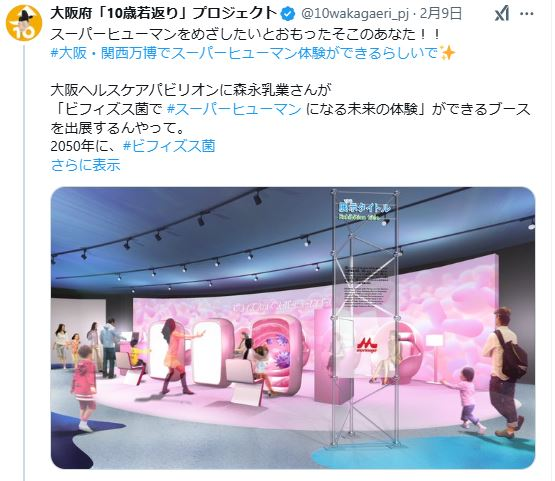 大阪府「10歳若返り」プロジェクト @10wakagaeri_pj · 2月9日
スーパーヒューマンをめざしたいとおもったそこのあなた！！
#大阪・関西万博でスーパーヒューマン体験ができるらしいで✨
大阪ヘルスケアパビリオンに森永乳業さんが
「ビフィズス菌で #スーパーヒューマン になる未来の体験」ができるブース
を出展するんやって。
2050年に、#ビフィズス菌
さらに表示
展示タイトル
Exhibition Title
morinaga
10